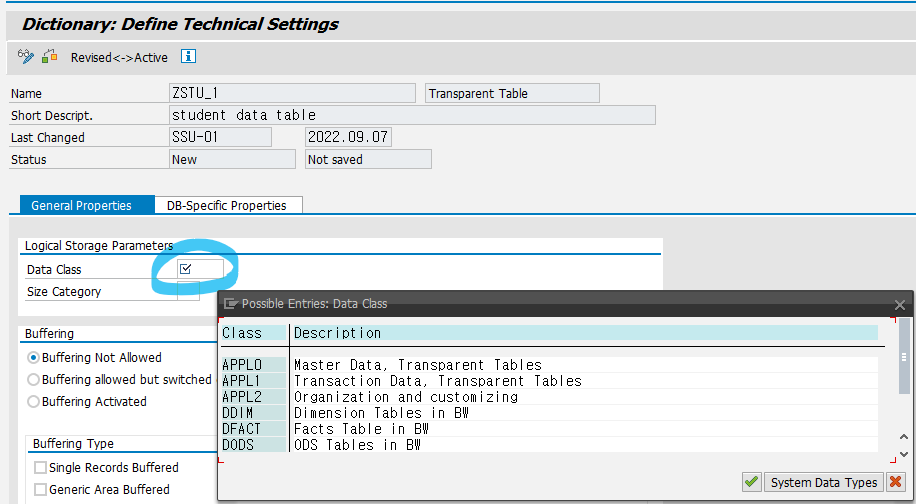 Dictionary: Define Technical Settings
Revised<->Active
Name ZSTU_1 Transparent Table
Short Descript. student data table
Last Changed SSU-01 2022.09.07
Status New Not saved
General Properties DB-Specific Properties
Logical Storage Parameters
Data Class
Size Category
Possible Entries: Data Class
Class Description
APPL0 Master Data, Transparent Tables
APPL1 Transaction Data, Transparent Tables
APPL2 Organization and customizing
DDIM Dimension Tables in BW
DFACT Facts Table in BW
DODS ODS Tables in BW
System Data Types
Buffering
Buffering Not Allowed
Buffering allowed but switched
Buffering Activated
Buffering Type
Single Records Buffered
Generic Area Buffered